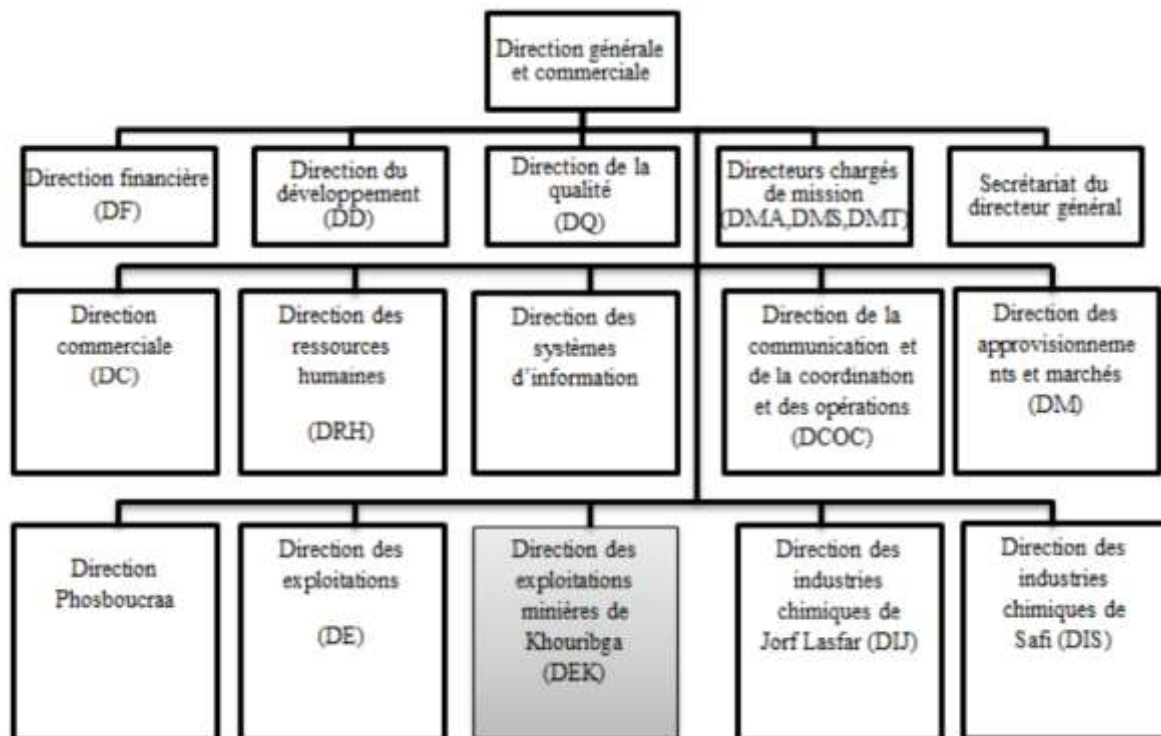 Direction générale
et commerciale
Direction financière
(DF)
Direction du
développement
(DD)
Direction de la
qualité
(DQ)
Directeurs chargés
de mission
(DMA,DMS,DMT)
Secrétariat du
directeur général
Direction
commerciale
(DC)
Direction des
ressources
humaines
(DRH)
Direction des
systèmes
d’information
Direction de la
communication et
de la coordination
et des opérations
(DCOC)
Direction des
approvisionneme
nts et marchés
(DM)
Direction
Phosboucraa
Direction des
exploitations
(DE)
Direction des
exploitations
minières de
Khouribga
(DEK)
Direction des
industries
chimiques de
Jorf Lasfar (DIJ)
Direction des
industries
chimiques de
Safi (DIS)